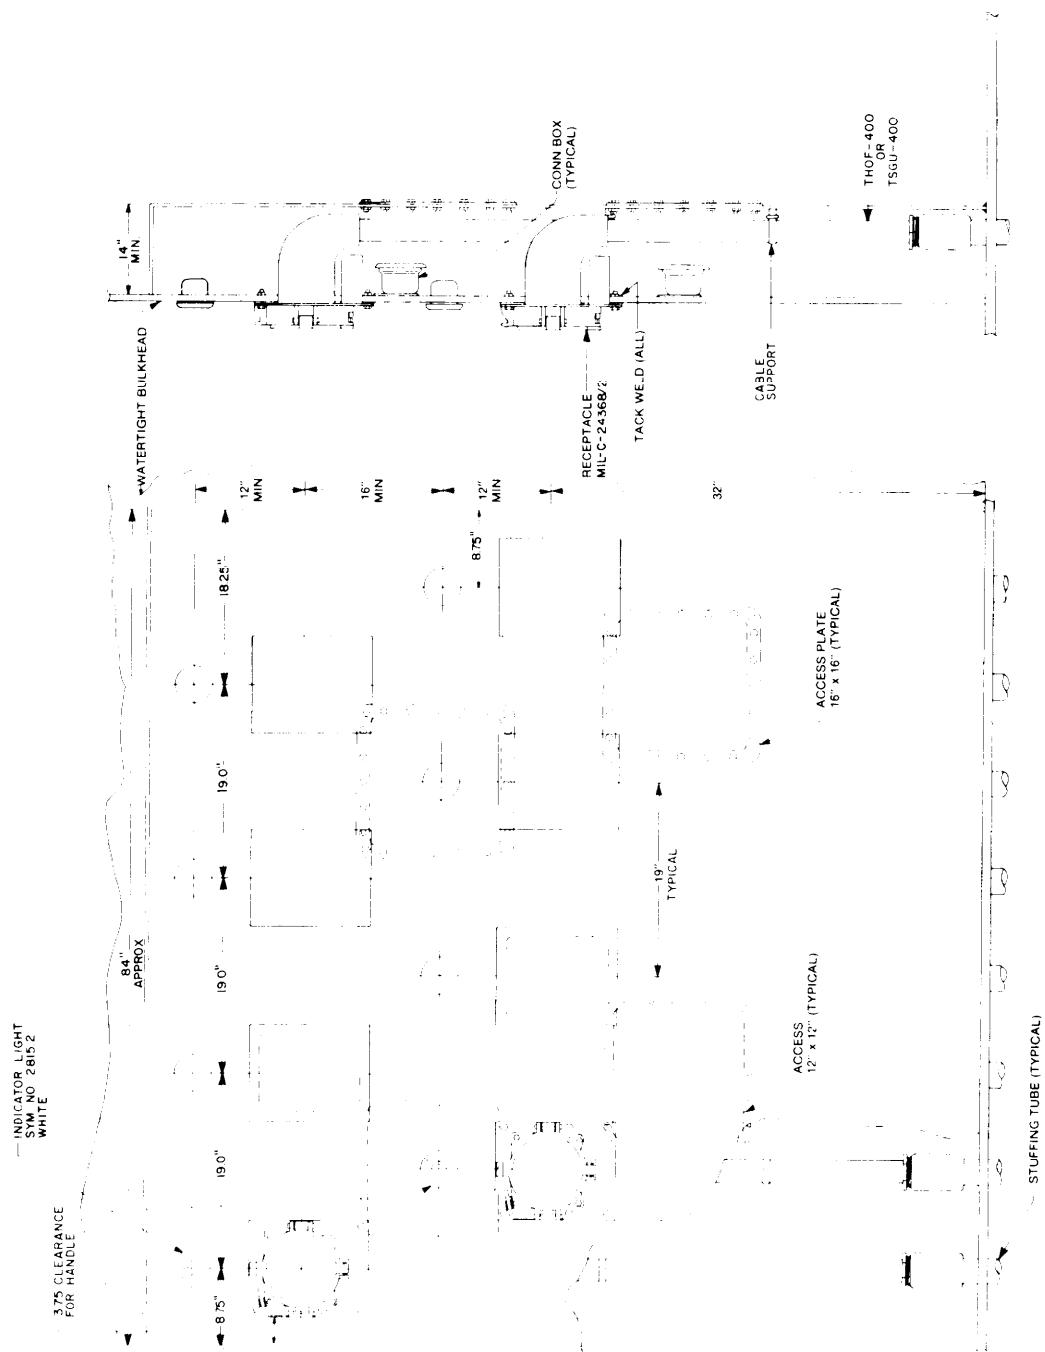 INDICATOR LIGHT
SYM NO 2815 2
WHITE
3.75 CLEARANCE
FOR HANDLE
84"
APPROX
WATERTIGHT BULKHEAD
14"
MIN
8.75"
19.0"
19.0"
19.0"
18.25"
12"
MIN
16"
MIN
12"
MIN
32"
8.75"
CONN BOX
(TYPICAL)
RECEPTACLE
MIL-C-24368/2
TACK WELD (ALL)
CABLE
SUPPORT
THOF-400
OR
TSGU-400
19"
TYPICAL
ACCESS PLATE
16" x 16" (TYPICAL)
ACCESS
12" x 12" (TYPICAL)
STUFFING TUBE (TYPICAL)